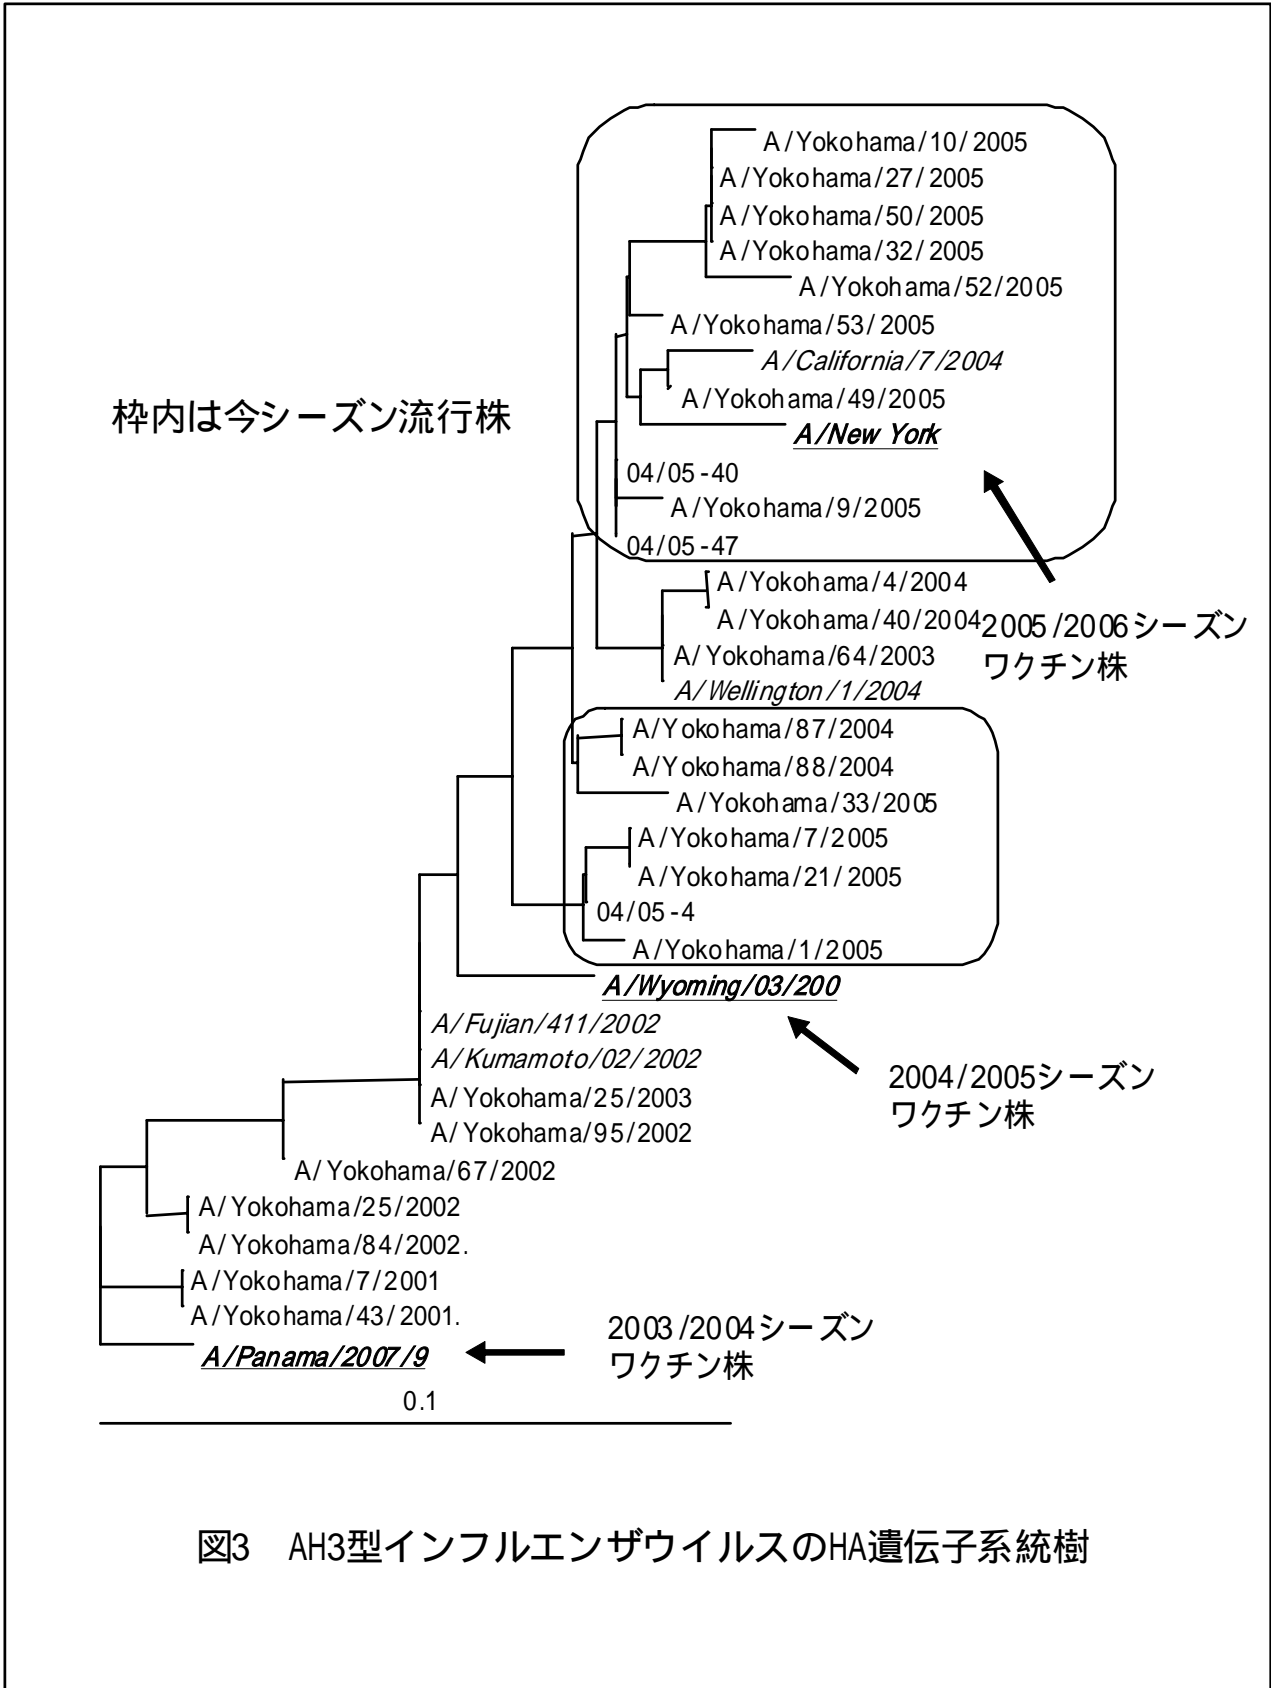 A/Yokohama/10/2005
A/Yokohama/27/2005
A/Yokohama/50/2005
A/Yokohama/32/2005
A/Yokohama/52/2005
A/Yokohama/53/2005
A/California/7/2004
A/Yokohama/49/2005
A/New York
枠内は今シーズン流行株
04/05-40
A/Yokohama/9/2005
04/05-47
A/Yokohama/4/2004
A/Yokohama/40/2004
2005/2006シーズン
ワクチン株
A/Yokohama/64/2003
A/Wellington/1/2004
A/Yokohama/87/2004
A/Yokohama/88/2004
A/Yokohama/33/2005
A/Yokohama/7/2005
A/Yokohama/21/2005
04/05-4
A/Yokohama/1/2005
A/Wyoming/03/200
A/Fujian/411/2002
A/Kumamoto/02/2002
A/Yokohama/25/2003
A/Yokohama/95/2002
2004/2005シーズン
ワクチン株
A/Yokohama/67/2002
A/Yokohama/25/2002
A/Yokohama/84/2002.
A/Yokohama/7/2001
A/Yokohama/43/2001.
A/Panama/2007/9
2003/2004シーズン
ワクチン株
0.1
図3　AH3型インフルエンザウイルスのHA遺伝子系統樹